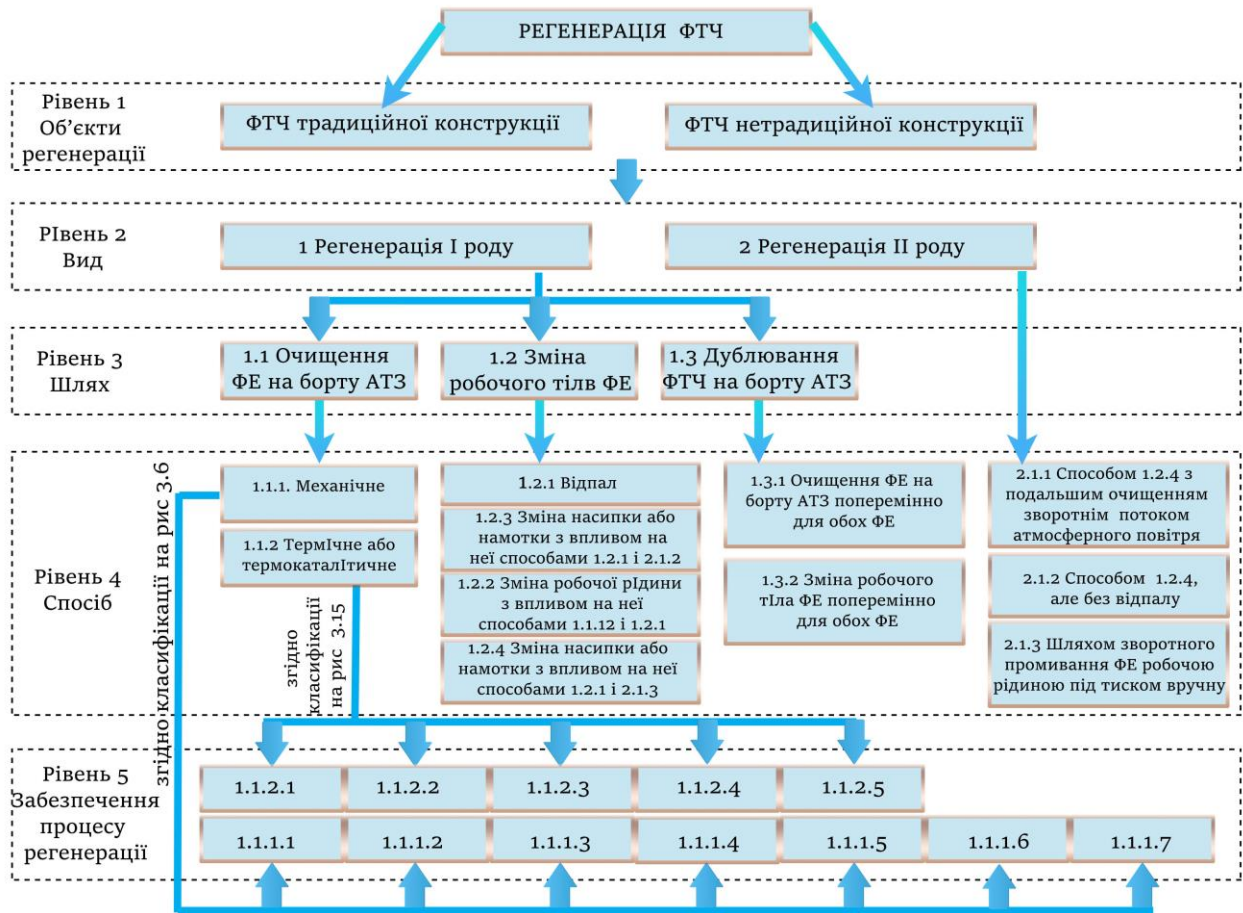 РЕГЕНЕРАЦІЯ ФТЧ
Рівень 1
Об’єкти
регенерації
ФТЧ традиційної конструкції
ФТЧ нетрадиційної конструкції
РІвень 2
Вид
1 Регенерація I роду
2 Регенерація II роду
Рівень 3
Шлях
1.1 Очищення
ФЕ на борту АТЗ
1.2 Зміна
робочого тілв ФЕ
1.3 Дублювання
ФТЧ на борту АТЗ
згідно класифікації на рис 3.6
Рівень 4
Спосіб
1.1.1. Механічне
1.1.2 ТермІчне або
термокаталІтичне
згідно
класифікації
на рис 3.15
1.2.1 Відпал
1.2.3 Зміна насипки або
намотки з впливом на
неї способами 1.2.1 і 2.1.2
1.2.2 Зміна робочої рІдини
з впливом на неї
способами 1.1.12 і 1.2.1
1.2.4 Зміна насипки або
намотки з впливом на неї
способами 1.2.1 і 2.1.3
1.3.1 Очищення ФЕ на
борту АТЗ поперемінно
для обох ФЕ
1.3.2 Зміна робочого
тІла ФЕ поперемінно
для обох ФЕ
2.1.1 Способом 1.2.4 з
подальшим очищенням
зворотнім потоком
атмосферного повітря
2.1.2 Способом 1.2.4,
але без відпалу
2.1.3 Шляхом зворотного
промивання ФЕ робочою
рідиною під тиском вручну
Рівень 5
Забезпечення
процесу
регенерації
1.1.2.1
1.1.2.2
1.1.2.3
1.1.2.4
1.1.2.5
1.1.1.1
1.1.1.2
1.1.1.3
1.1.1.4
1.1.1.5
1.1.1.6
1.1.1.7